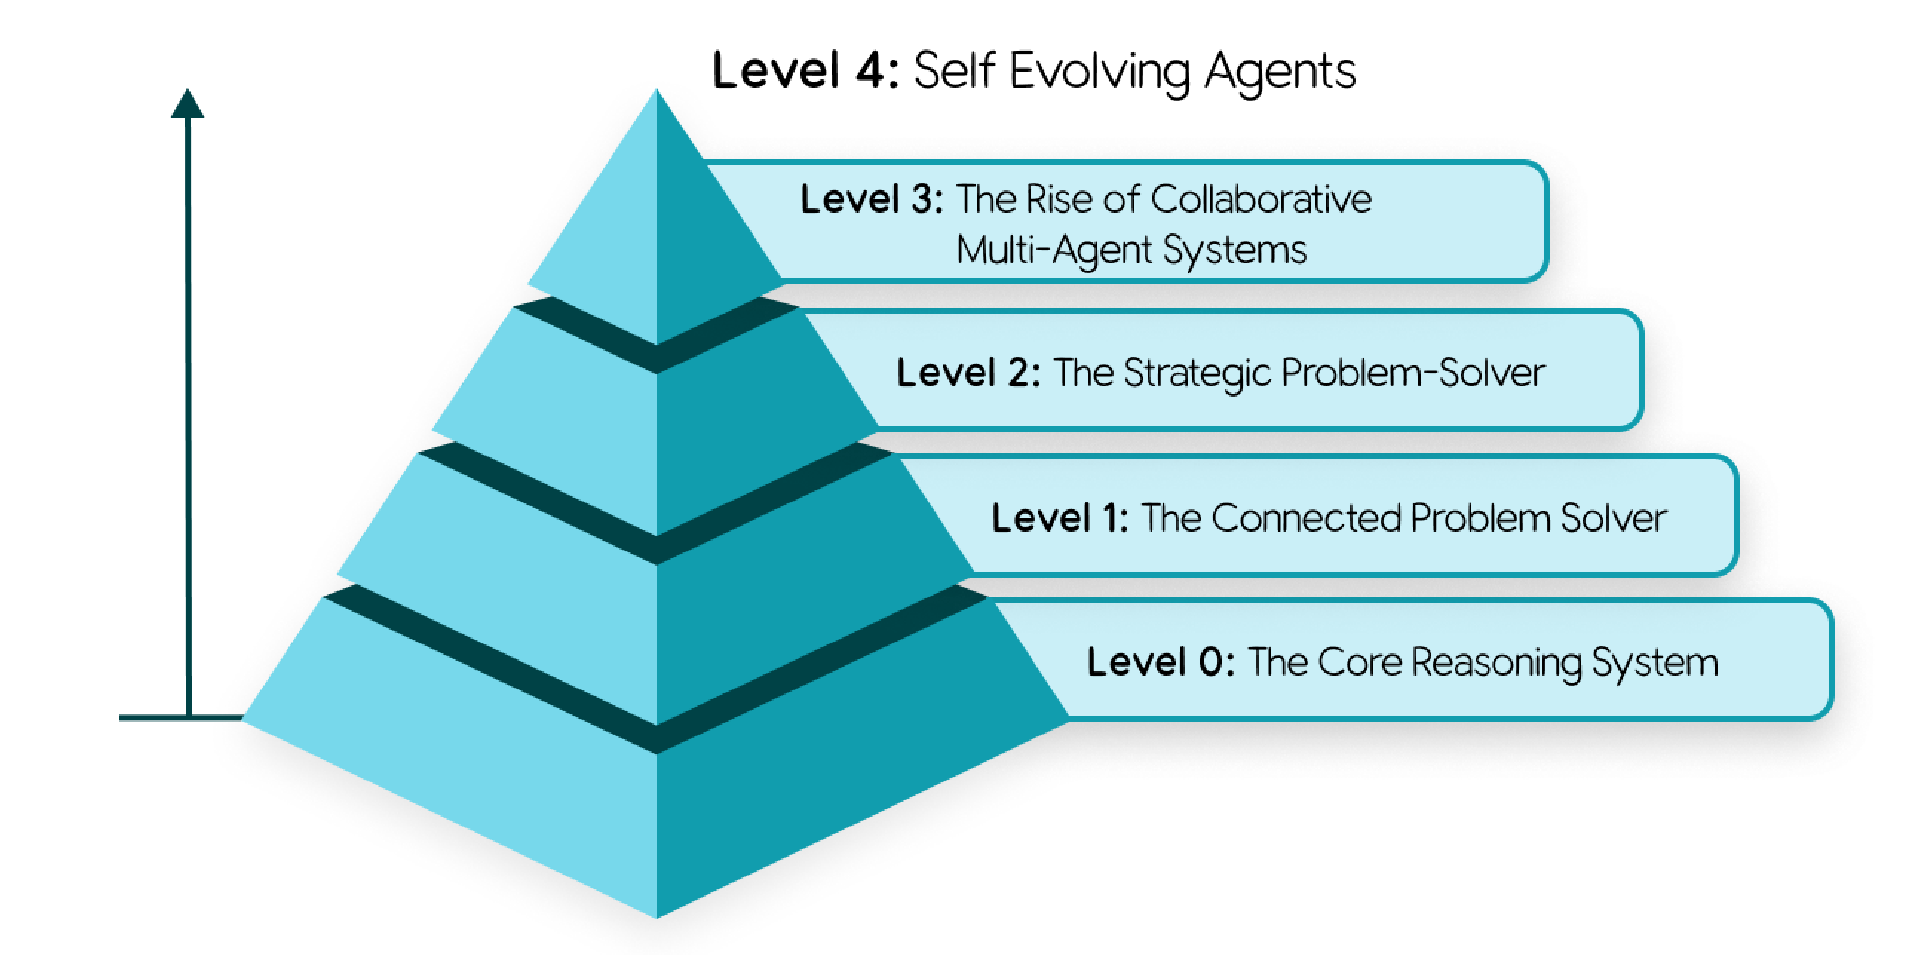 Level 4: Self Evolving Agents
Level 3: The Rise of Collaborative
Multi-Agent Systems
Level 2: The Strategic Problem-Solver
Level 1: The Connected Problem Solver
Level 0: The Core Reasoning System